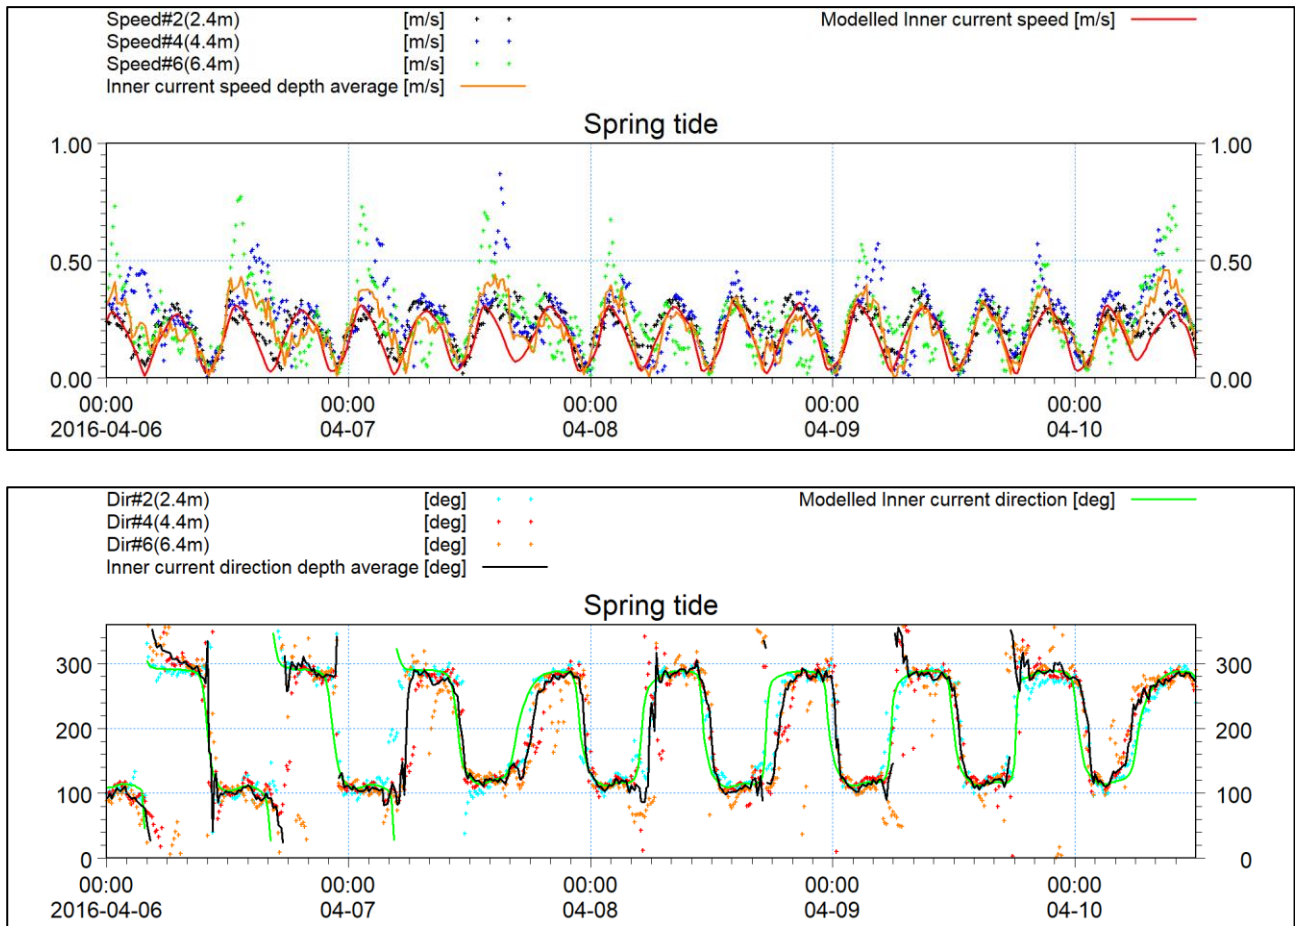 Speed#2(2.4m) [m/s] Modelled Inner current speed [m/s]
Speed#4(4.4m) [m/s]
Speed#6(6.4m) [m/s]
Inner current speed depth average [m/s]
Spring tide
1.00 1.00
0.50 0.50
0.00 0.00
00:00 00:00 00:00 00:00 00:00
2016-04-06 04-07 04-08 04-09 04-10
Dir#2(2.4m) [deg] Modelled Inner current direction [deg]
Dir#4(4.4m) [deg]
Dir#6(6.4m) [deg]
Inner current direction depth average [deg]
Spring tide
300 300
200 200
100 100
0 0
00:00 00:00 00:00 00:00 00:00
2016-04-06 04-07 04-08 04-09 04-10